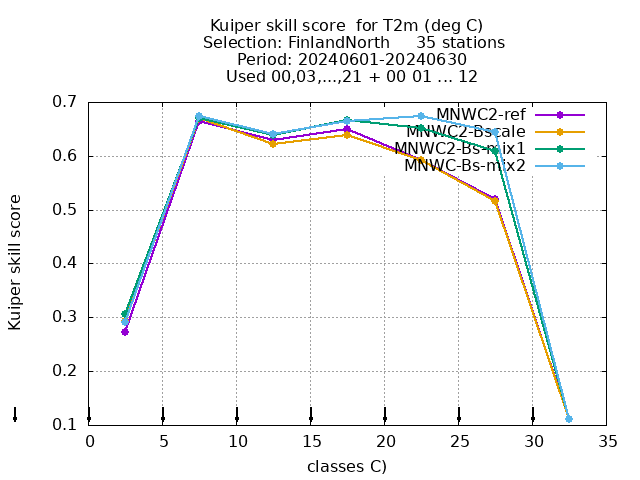 Kuiper skill score  for T2m (deg C)
Selection: FinlandNorth     35 stations
Period: 20240601-20240630
Used 00,03,...,21 + 00 01 ... 12
MNWC2-ref
MNWC2-Bscale
MNWC2-Bs-mix1
MNWC-Bs-mix2
Kuiper skill score
0.7
0.6
0.5
0.4
0.3
0.2
0.1
0 5 10 15 20 25 30 35
classes C)